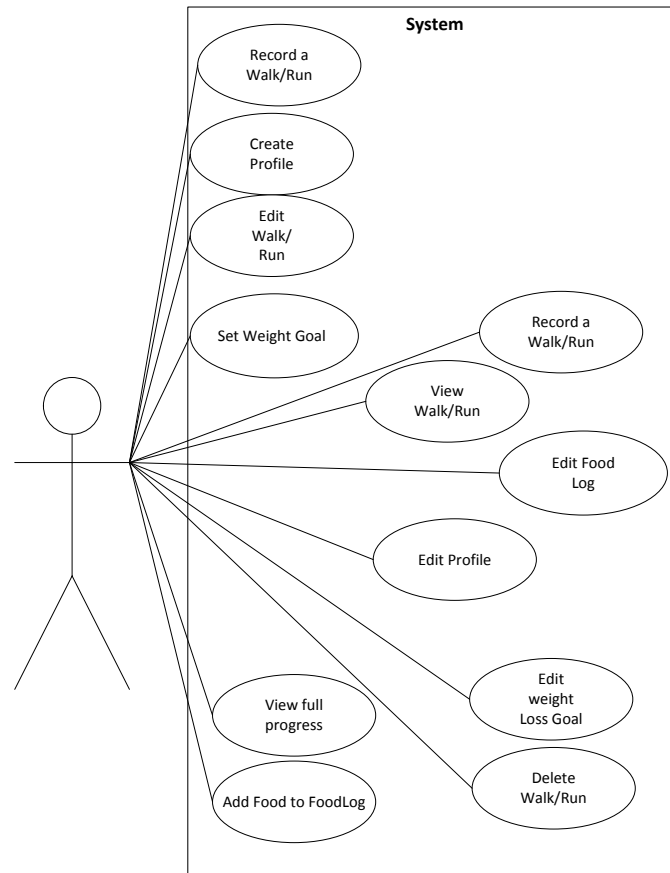 System
Record a
Walk/Run
Create
Profile
Edit
Walk/
Run
Set Weight Goal
Record a
Walk/Run
View
Walk/Run
Edit Food
Log
Edit Profile
Edit
weight
Loss Goal
View full
progress
Delete
Walk/Run
Add Food to FoodLog